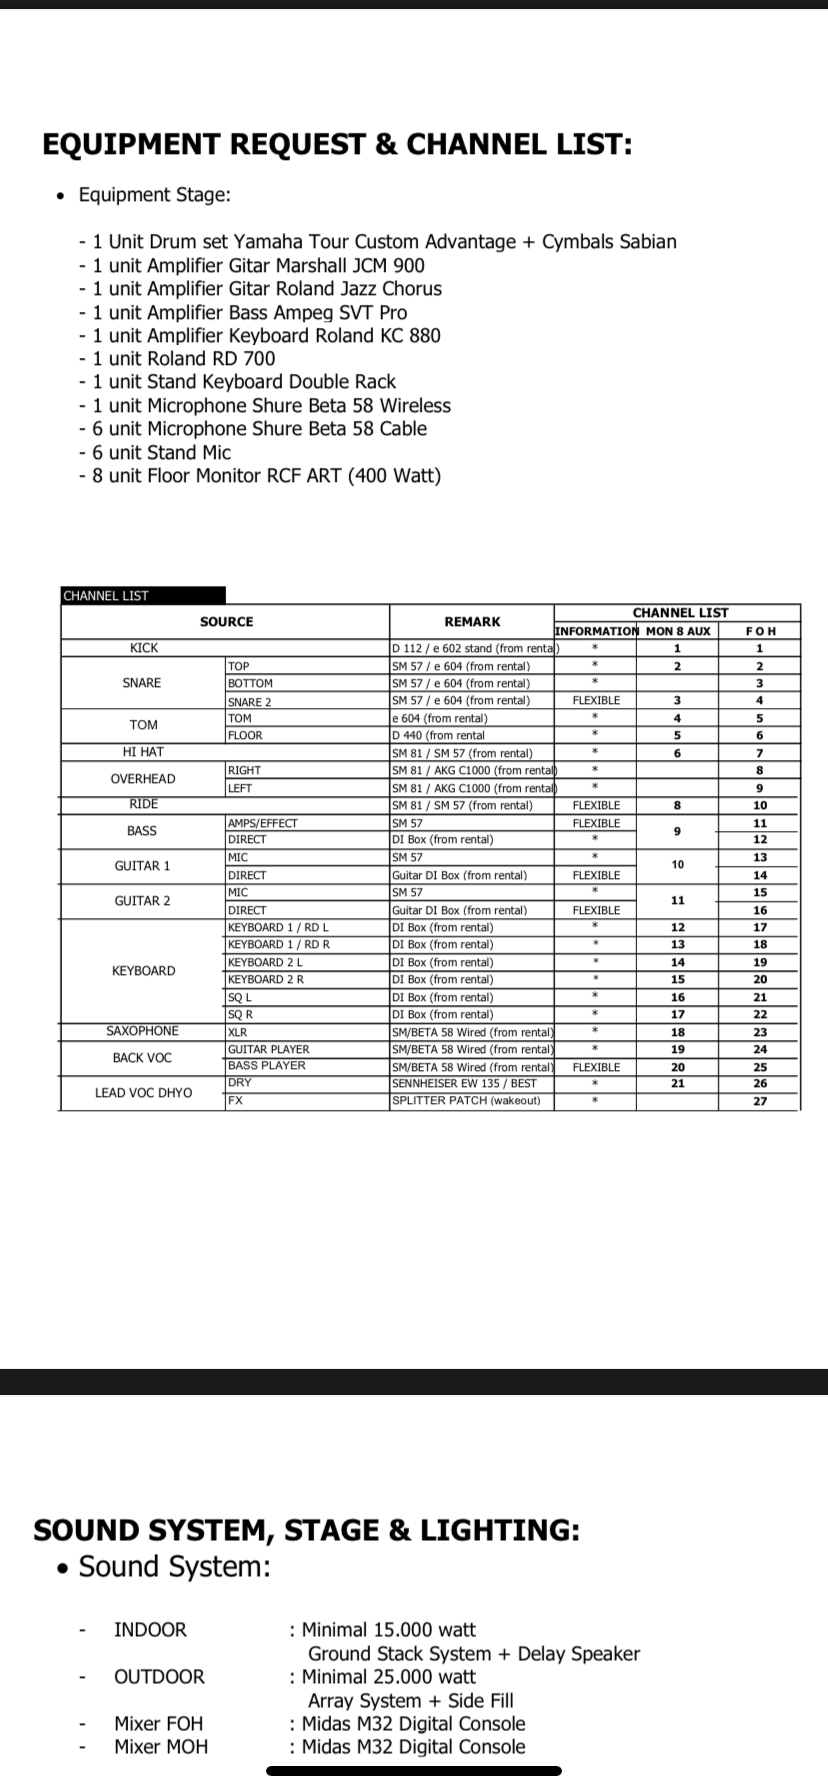 EQUIPMENT REQUEST & CHANNEL LIST:
• Equipment Stage:
- 1 Unit Drum set Yamaha Tour Custom Advantage + Cymbals Sabian
- 1 unit Amplifier Gitar Marshall JCM 900
- 1 unit Amplifier Gitar Roland Jazz Chorus
- 1 unit Amplifier Bass Ampeg SVT Pro
- 1 unit Amplifier Keyboard Roland KC 880
- 1 unit Roland RD 700
- 1 unit Stand Keyboard Double Rack
- 1 unit Microphone Shure Beta 58 Wireless
- 6 unit Microphone Shure Beta 58 Cable
- 6 unit Stand Mic
- 8 unit Floor Monitor RCF ART (400 Watt)
CHANNEL LIST
SOURCE REMARK CHANNEL LIST
INFORMATION MON 8 AUX F O H
KICK D 112 / e 602 stand (from rental) * 1 1
SNARE TOP SM 57 / e 604 (from rental) * 2 2
BOTTOM SM 57 / e 604 (from rental) * 3
SNARE 2 SM 57 / e 604 (from rental) FLEXIBLE 3 4
TOM TOM e 604 (from rental) * 4 5
FLOOR D 440 (from rental * 5 6
HI HAT SM 81 / SM 57 (from rental) * 6 7
OVERHEAD RIGHT SM 81 / AKG C1000 (from rental) * 8
LEFT SM 81 / AKG C1000 (from rental) * 9
RIDE SM 81 / SM 57 (from rental) FLEXIBLE 8 10
BASS AMPS/EFFECT SM 57 FLEXIBLE 9 11
DIRECT DI Box (from rental) * 12
GUITAR 1 MIC SM 57 * 10 13
DIRECT Guitar DI Box (from rental) FLEXIBLE 14
GUITAR 2 MIC SM 57 * 11 15
DIRECT Guitar DI Box (from rental) FLEXIBLE 16
KEYBOARD KEYBOARD 1 / RD L DI Box (from rental) * 12 17
KEYBOARD 1 / RD R DI Box (from rental) * 13 18
KEYBOARD 2 L DI Box (from rental) * 14 19
KEYBOARD 2 R DI Box (from rental) * 15 20
SQ L DI Box (from rental) * 16 21
SQ R DI Box (from rental) * 17 22
SAXOPHONE XLR SM/BETA 58 Wired (from rental) * 18 23
BACK VOC GUITAR PLAYER SM/BETA 58 Wired (from rental) * 19 24
BASS PLAYER SM/BETA 58 Wired (from rental) FLEXIBLE 20 25
LEAD VOC DHYO DRY SENNHEISER EW 135 / BEST * 21 26
FX SPLITTER PATCH (wakeout) * 27
SOUND SYSTEM, STAGE & LIGHTING:
• Sound System:
- INDOOR : Minimal 15.000 watt
Ground Stack System + Delay Speaker
- OUTDOOR : Minimal 25.000 watt
Array System + Side Fill
- Mixer FOH : Midas M32 Digital Console
- Mixer MOH : Midas M32 Digital Console